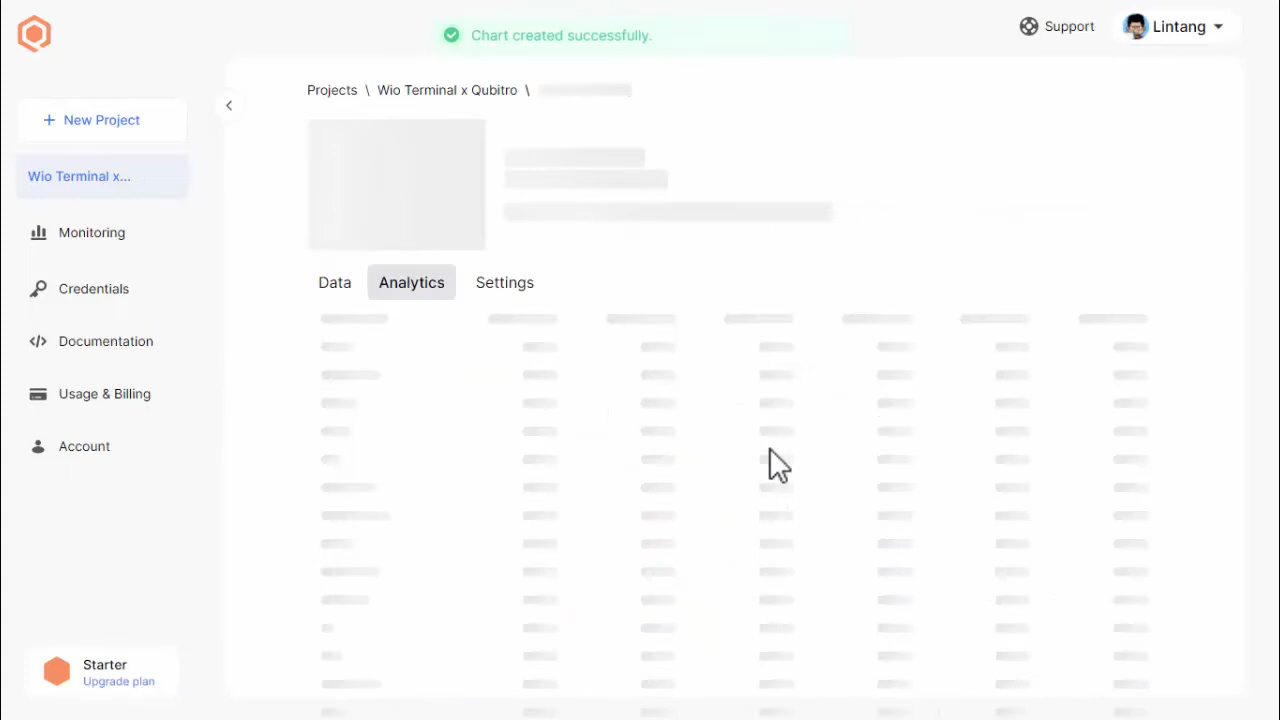 Chart created successfully.
Support
Lintang
Projects \ Wio Terminal x Qubitro \
+ New Project
Wio Terminal x...
Monitoring
Credentials
Documentation
Usage & Billing
Account
Data
Analytics
Settings
Starter
Upgrade plan